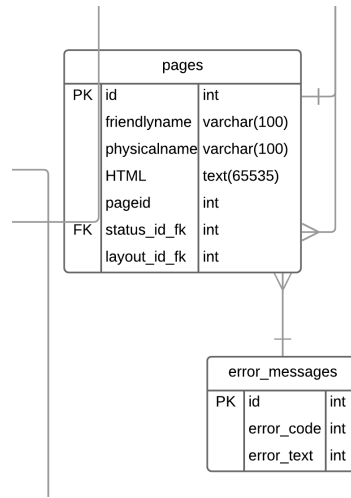 pages
PK id int
friendlyname varchar(100)
physicalname varchar(100)
HTML text(65535)
pageid int
FK status_id_fk int
layout_id_fk int
error_messages
PK id int
error_code int
error_text int